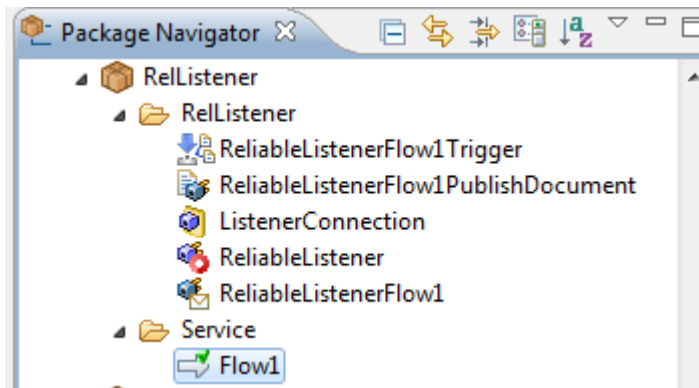 Package Navigator
RelListener
RelListener
ReliableListenerFlow1Trigger
ReliableListenerFlow1PublishDocument
ListenerConnection
ReliableListener
ReliableListenerFlow1
Service
Flow1